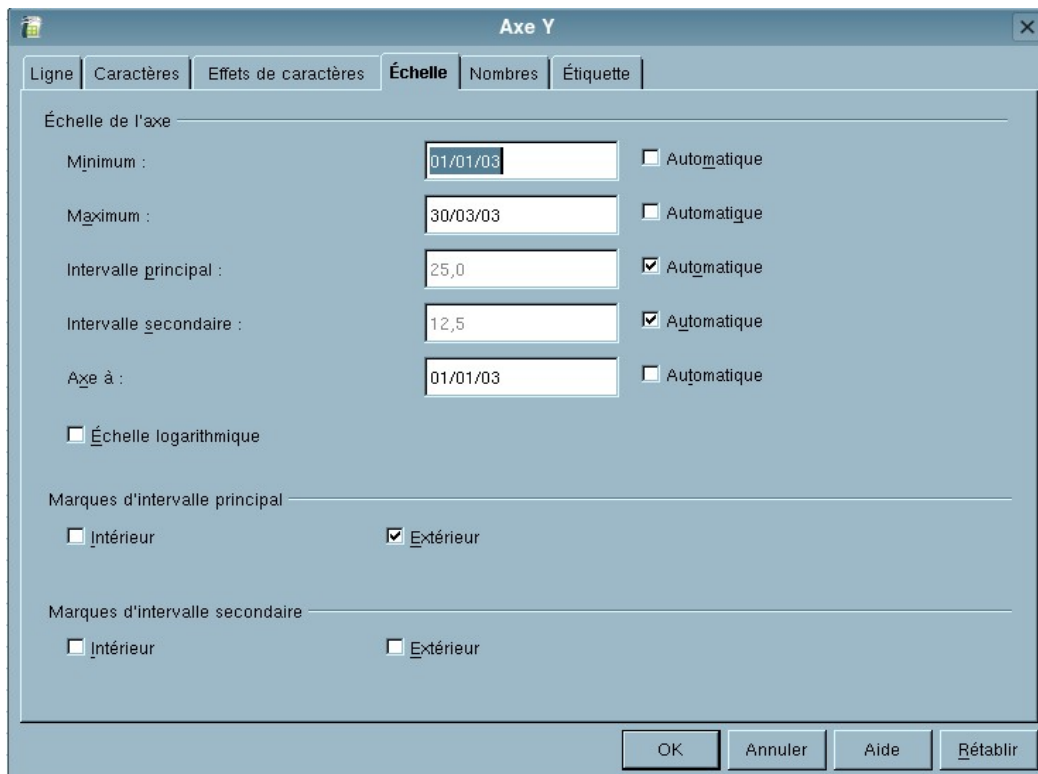 Axe Y
Ligne Caractères Effets de caractères Échelle Nombres Étiquette
Échelle de l'axe
Minimum : 01/01/03 Automatique
Maximum : 30/03/03 Automatique
Intervalle principal : 25,0 Automatique
Intervalle secondaire : 12,5 Automatique
Axe à : 01/01/03 Automatique
Échelle logarithmique
Marques d'intervalle principal
Intérieur Extérieur
Marques d'intervalle secondaire
Intérieur Extérieur
OK Annuler Aide Rétablir